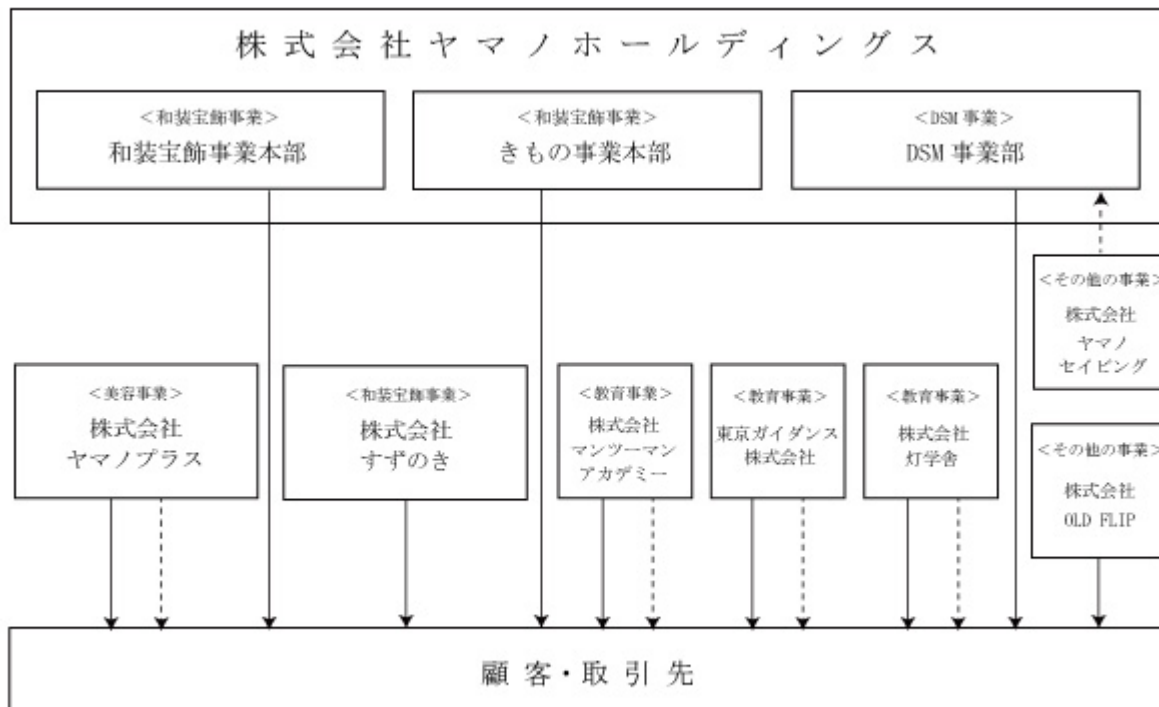 株式会社ヤマノホールディングス
＜和装宝飾事業＞
和装宝飾事業本部
＜和装宝飾事業＞
きもの事業本部
＜DSM事業＞
DSM事業部
＜その他の事業＞
株式会社
ヤマノ
セイビング
＜美容事業＞
株式会社
ヤマノプラス
＜和装宝飾事業＞
株式会社
すずのき
＜教育事業＞
株式会社
マンツーマン
アカデミー
＜教育事業＞
東京ガイダンス
株式会社
＜教育事業＞
株式会社
灯学舎
＜その他の事業＞
株式会社
OLD FLIP
顧客・取引先